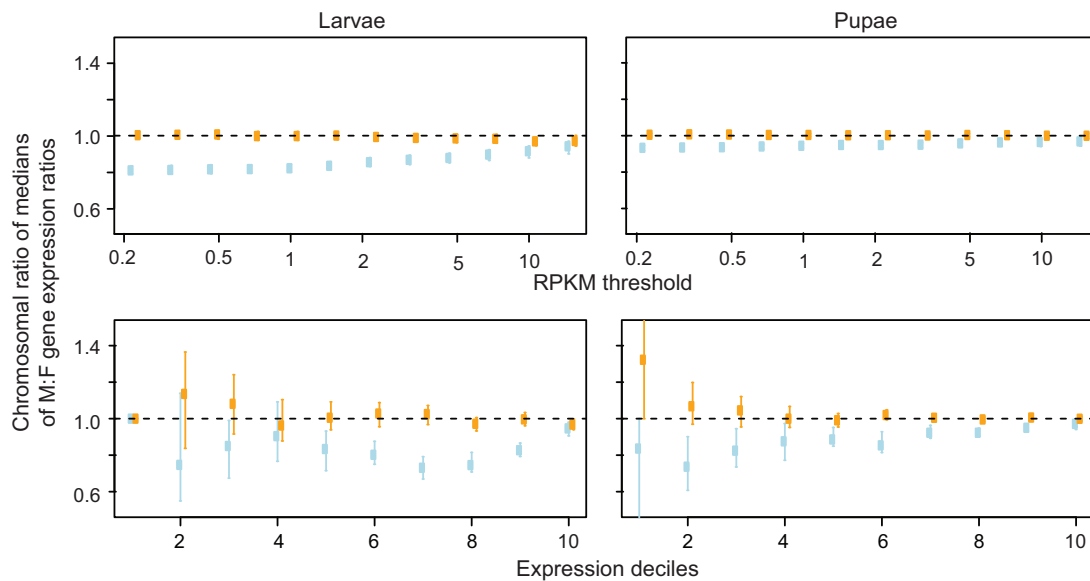 Larvae
Pupae
Chromosomal ratio of medians
of M:F gene expression ratios
1.4
1.0
0.6
0.2 0.5 1 2 5 10
0.2 0.5 1 2 5 10
RPKM threshold
1.4
1.0
0.6
2 4 6 8 10
2 4 6 8 10
Expression deciles